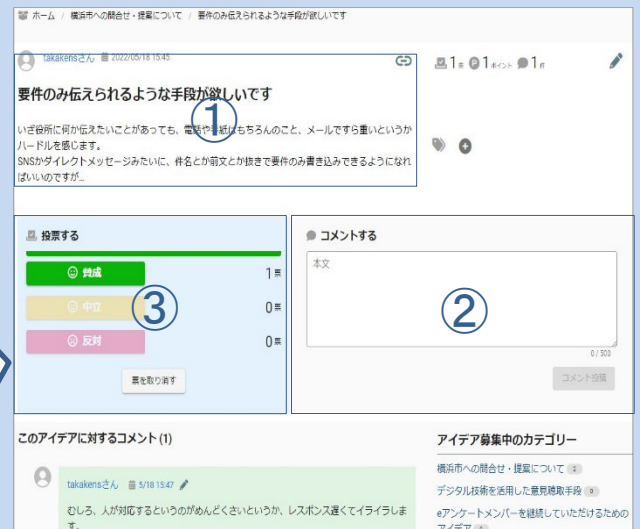 ホーム / 横浜市への問合せ・提案について / 要件のみ伝えられるような手段が欲しいです
takakensさん 2022/05/18 15:45
1票 1ポイント 1件
要件のみ伝えられるような手段が欲しいです
①
いざ役所に何か伝えたいことがあっても、電話や手紙はもちろんのこと、メールですら重いというか
ハードルを感じます。
SNSかダイレクトメッセージみたいに、件名とか前文とか抜きで要件のみ書き込みできるようになれ
ばいいのですが…
投票する
賛成 1票
中立 0票
反対 0票
③
票を取り消す
コメントする
本文
②
0 / 500
コメント投稿
このアイデアに対するコメント (1)
takakensさん 5/18 15:47
むしろ、人が対応するというのがめんどくさいというか、レスポンス遅くてイライラしま
す。
アイデア募集中のカテゴリー
横浜市への問合せ・提案について
デジタル技術を活用した意見聴取手段
eアンケートメンバーを継続していただけるための
アイデア